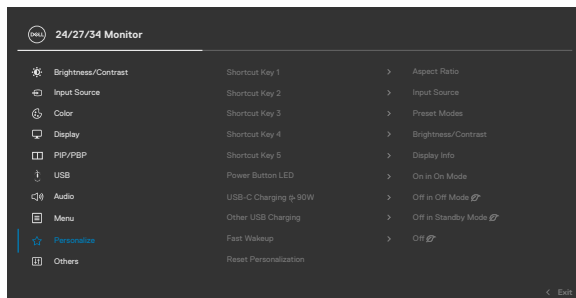 DELL 24/27/34 Monitor
Brightness/Contrast Shortcut Key 1 > Aspect Ratio
Input Source Shortcut Key 2 > Input Source
Color Shortcut Key 3 > Preset Modes
Display Shortcut Key 4 > Brightness/Contrast
PIP/PBP Shortcut Key 5 > Display Info
USB Power Button LED > On in On Mode
Audio USB-C Charging 90W > Off in Off Mode
Menu Other USB Charging > Off in Standby Mode
Personalize Fast Wakeup > Off
Others Reset Personalization
< Exit